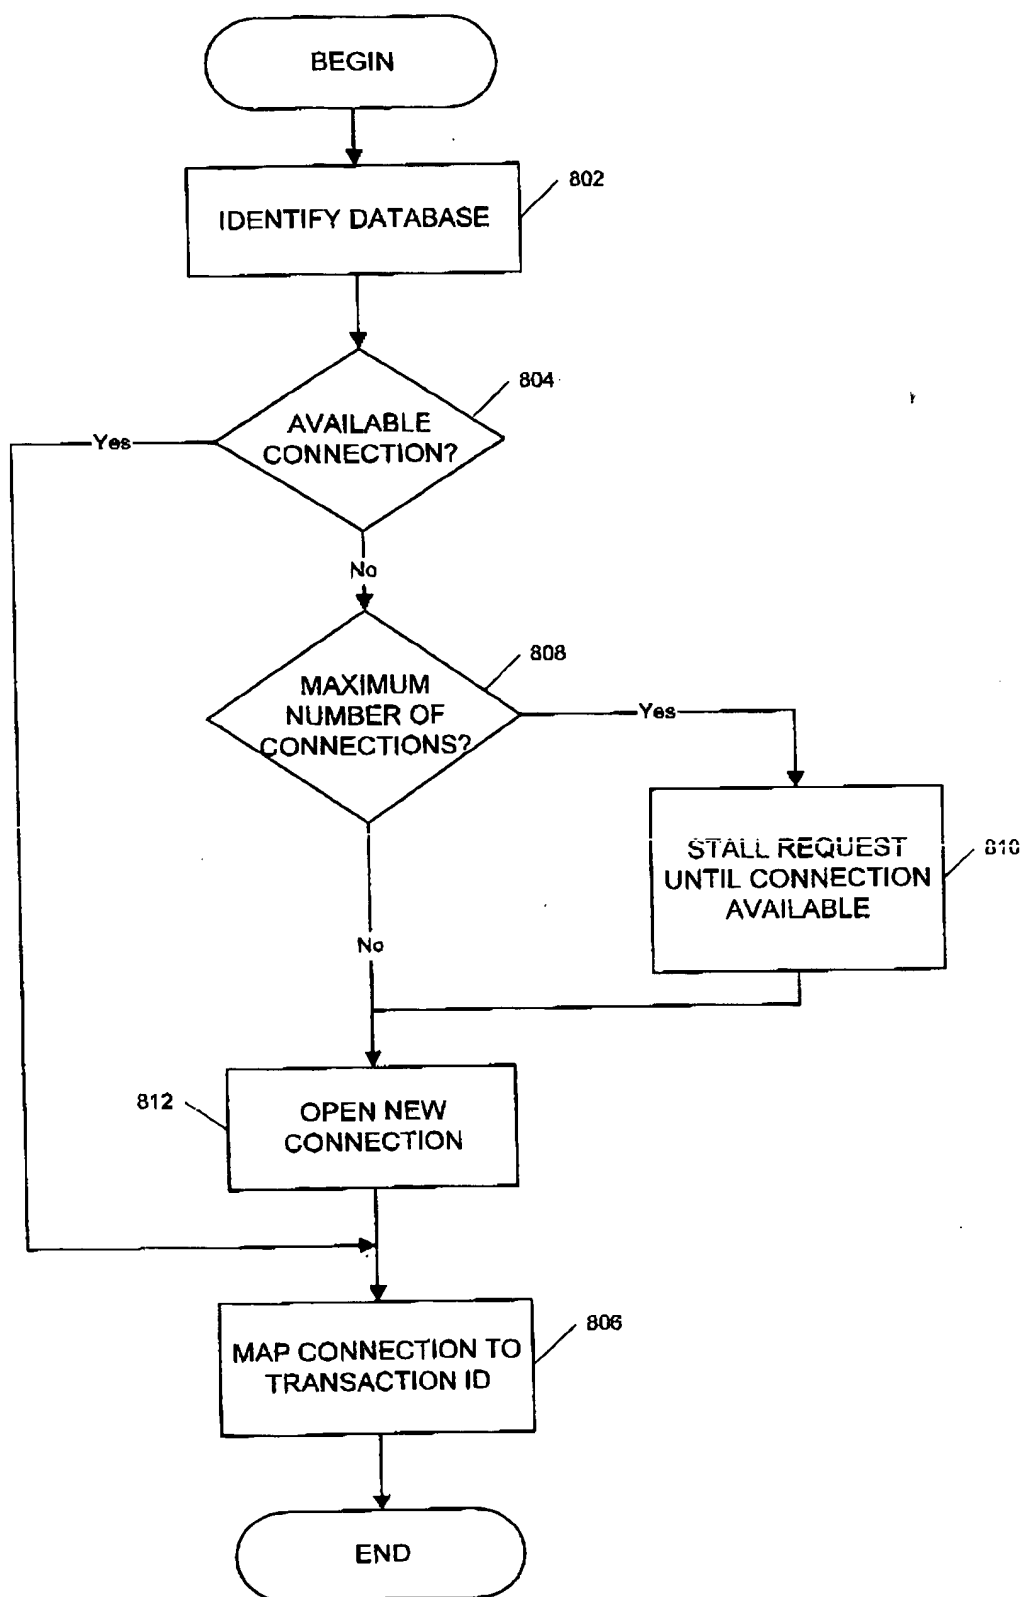 BEGIN
802
IDENTIFY DATABASE
804
AVAILABLE
CONNECTION?
Yes
No
808
MAXIMUM
NUMBER OF
CONNECTIONS?
Yes
810
STALL REQUEST
UNTIL CONNECTION
AVAILABLE
No
812
OPEN NEW
CONNECTION
806
MAP CONNECTION TO
TRANSACTION ID
END